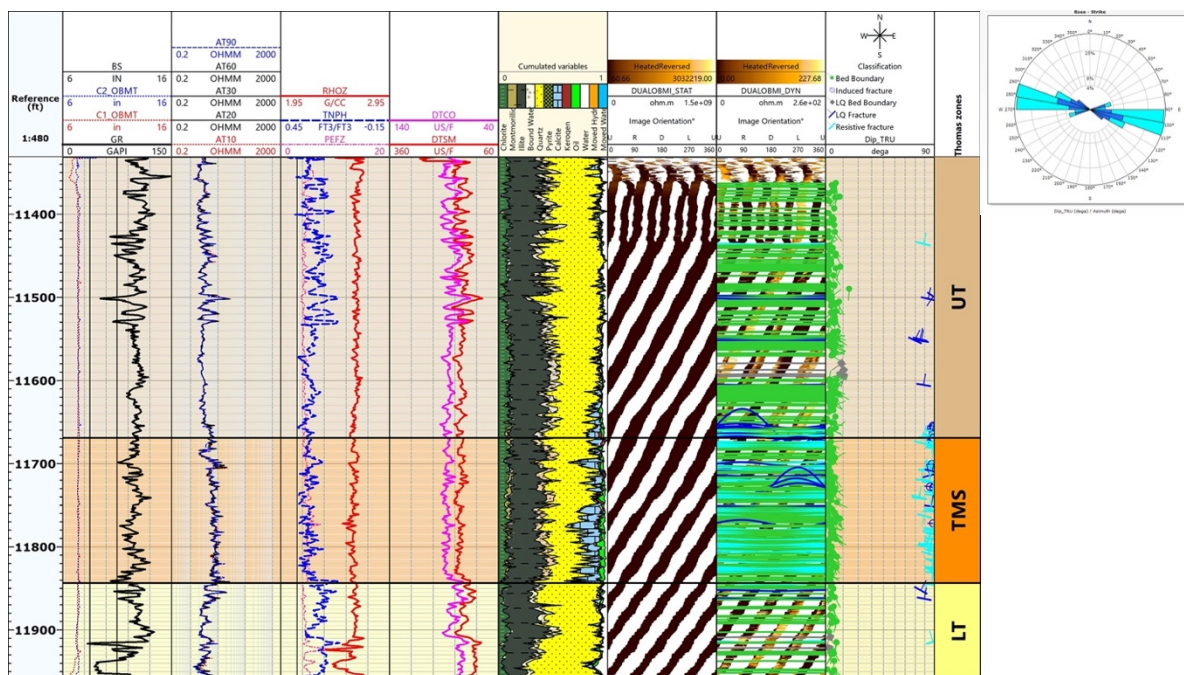 Reference
(ft)
1:480
BS
6 IN 16
C2_OBMT
6 in 16
C1_OBMT
6 in 16
GR
0 GAPI 150
AT90
0.2 OHMM 2000
AT60
0.2 OHMM 2000
AT30
0.2 OHMM 2000
AT20
0.2 OHMM 2000
AT10
0.2 OHMM 2000
RHOZ
1.95 G/CC 2.95
TNPH
0.45 FT3/FT3 -0.15
PEFZ
0 20
DTCO
140 US/F 40
DTSM
360 US/F 60
Cumulated variables
0 1
Chlorite
Montmorillo
Illite
Bound Wate
Quartz
Pyrite
Calcite
Kerogen
Oil
Water
Moved Hyd
Moved Wate
HeatedReversed
3032219.00
DUALOBMI_STAT
0 ohm.m 1.5e+09
Image Orientation°
U R D L U
0 90 180 270 360
HeatedReversed
227.68
DUALOBMI_DYN
0 ohm.m 2.6e+02
Image Orientation°
U R D L U
0 90 180 270 360
N
W E
S
Classification
Bed Boundary
Induced fracture
LQ Bed Boundary
LQ Fracture
Resistive fracture
Dip_TRU
0 dega 90
Thomas zones
11400
11500
11600
11700
11800
11900
UT
TMS
LT
Rose - Strike
N
W 270°
E
Dip_TRU (dega) / Azimuth (dega)